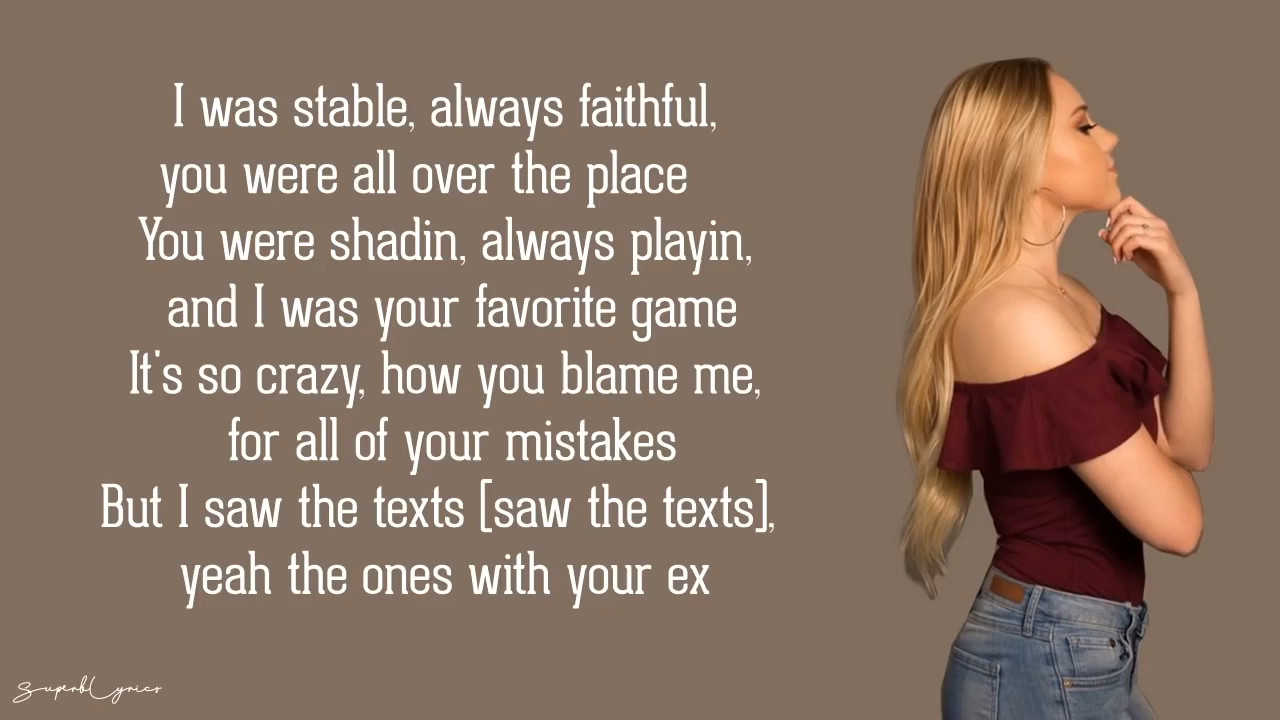 I was stable, always faithful,
you were all over the place
You were shadin, always playin,
and I was your favorite game
It's so crazy, how you blame me,
for all of your mistakes
But I saw the texts [saw the texts],
yeah the ones with your ex
SuperbLyrics